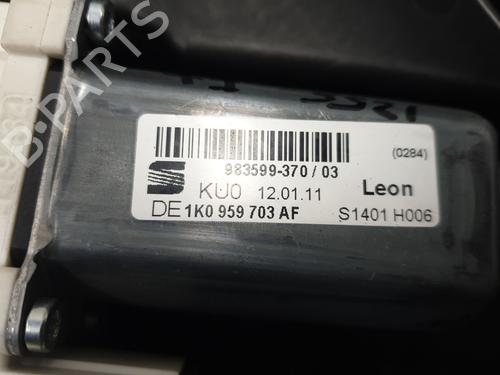 B-PARTS
(0284)
983599-370 / 03
KU0 12.01.11
Leon
DE 1K0 959 703 AF
S1401 H006